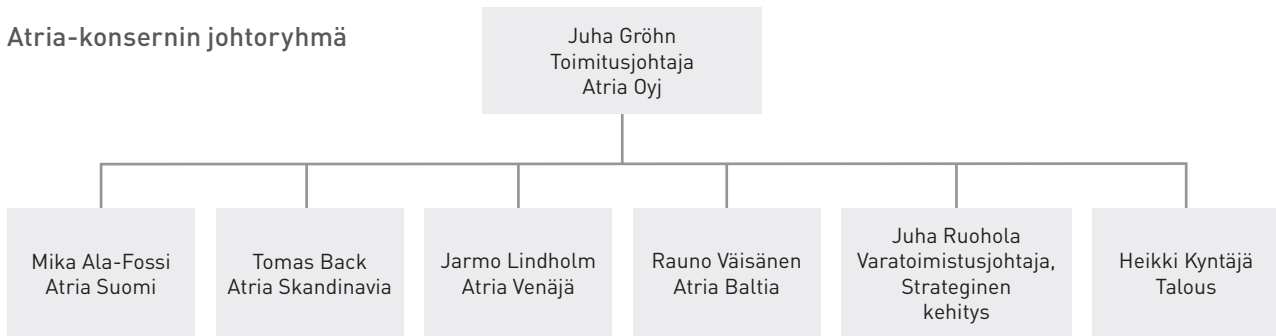 Atria-konsernin johtoryhmä
Juha Gröhn
Toimitusjohtaja
Atria Oyj
Mika Ala-Fossi
Atria Suomi
Tomas Back
Atria Skandinavia
Jarmo Lindholm
Atria Venäjä
Rauno Väisänen
Atria Baltia
Juha Ruohola
Varatoimistusjohtaja,
Strateginen
kehitys
Heikki Kyntäjä
Talous